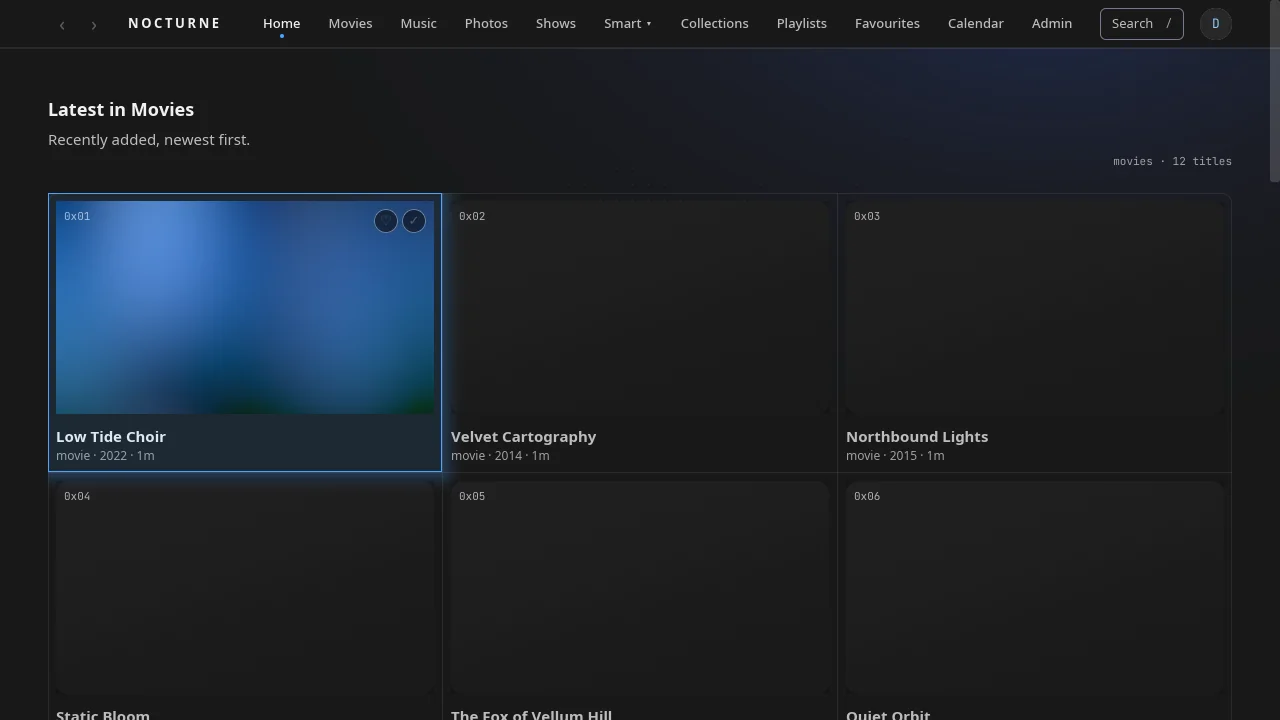 ‹ › NOCTURNE Home Movies Music Photos Shows Smart ▾ Collections Playlists Favourites Calendar Admin Search / D
Latest in Movies
Recently added, newest first.
movies · 12 titles
0x01 ♡ ✓
Low Tide Choir
movie · 2022 · 1m
0x02
Velvet Cartography
movie · 2014 · 1m
0x03
Northbound Lights
movie · 2015 · 1m
0x04
Static Bloom
0x05
The Fox of Vellum Hill
0x06
Quiet Orbit